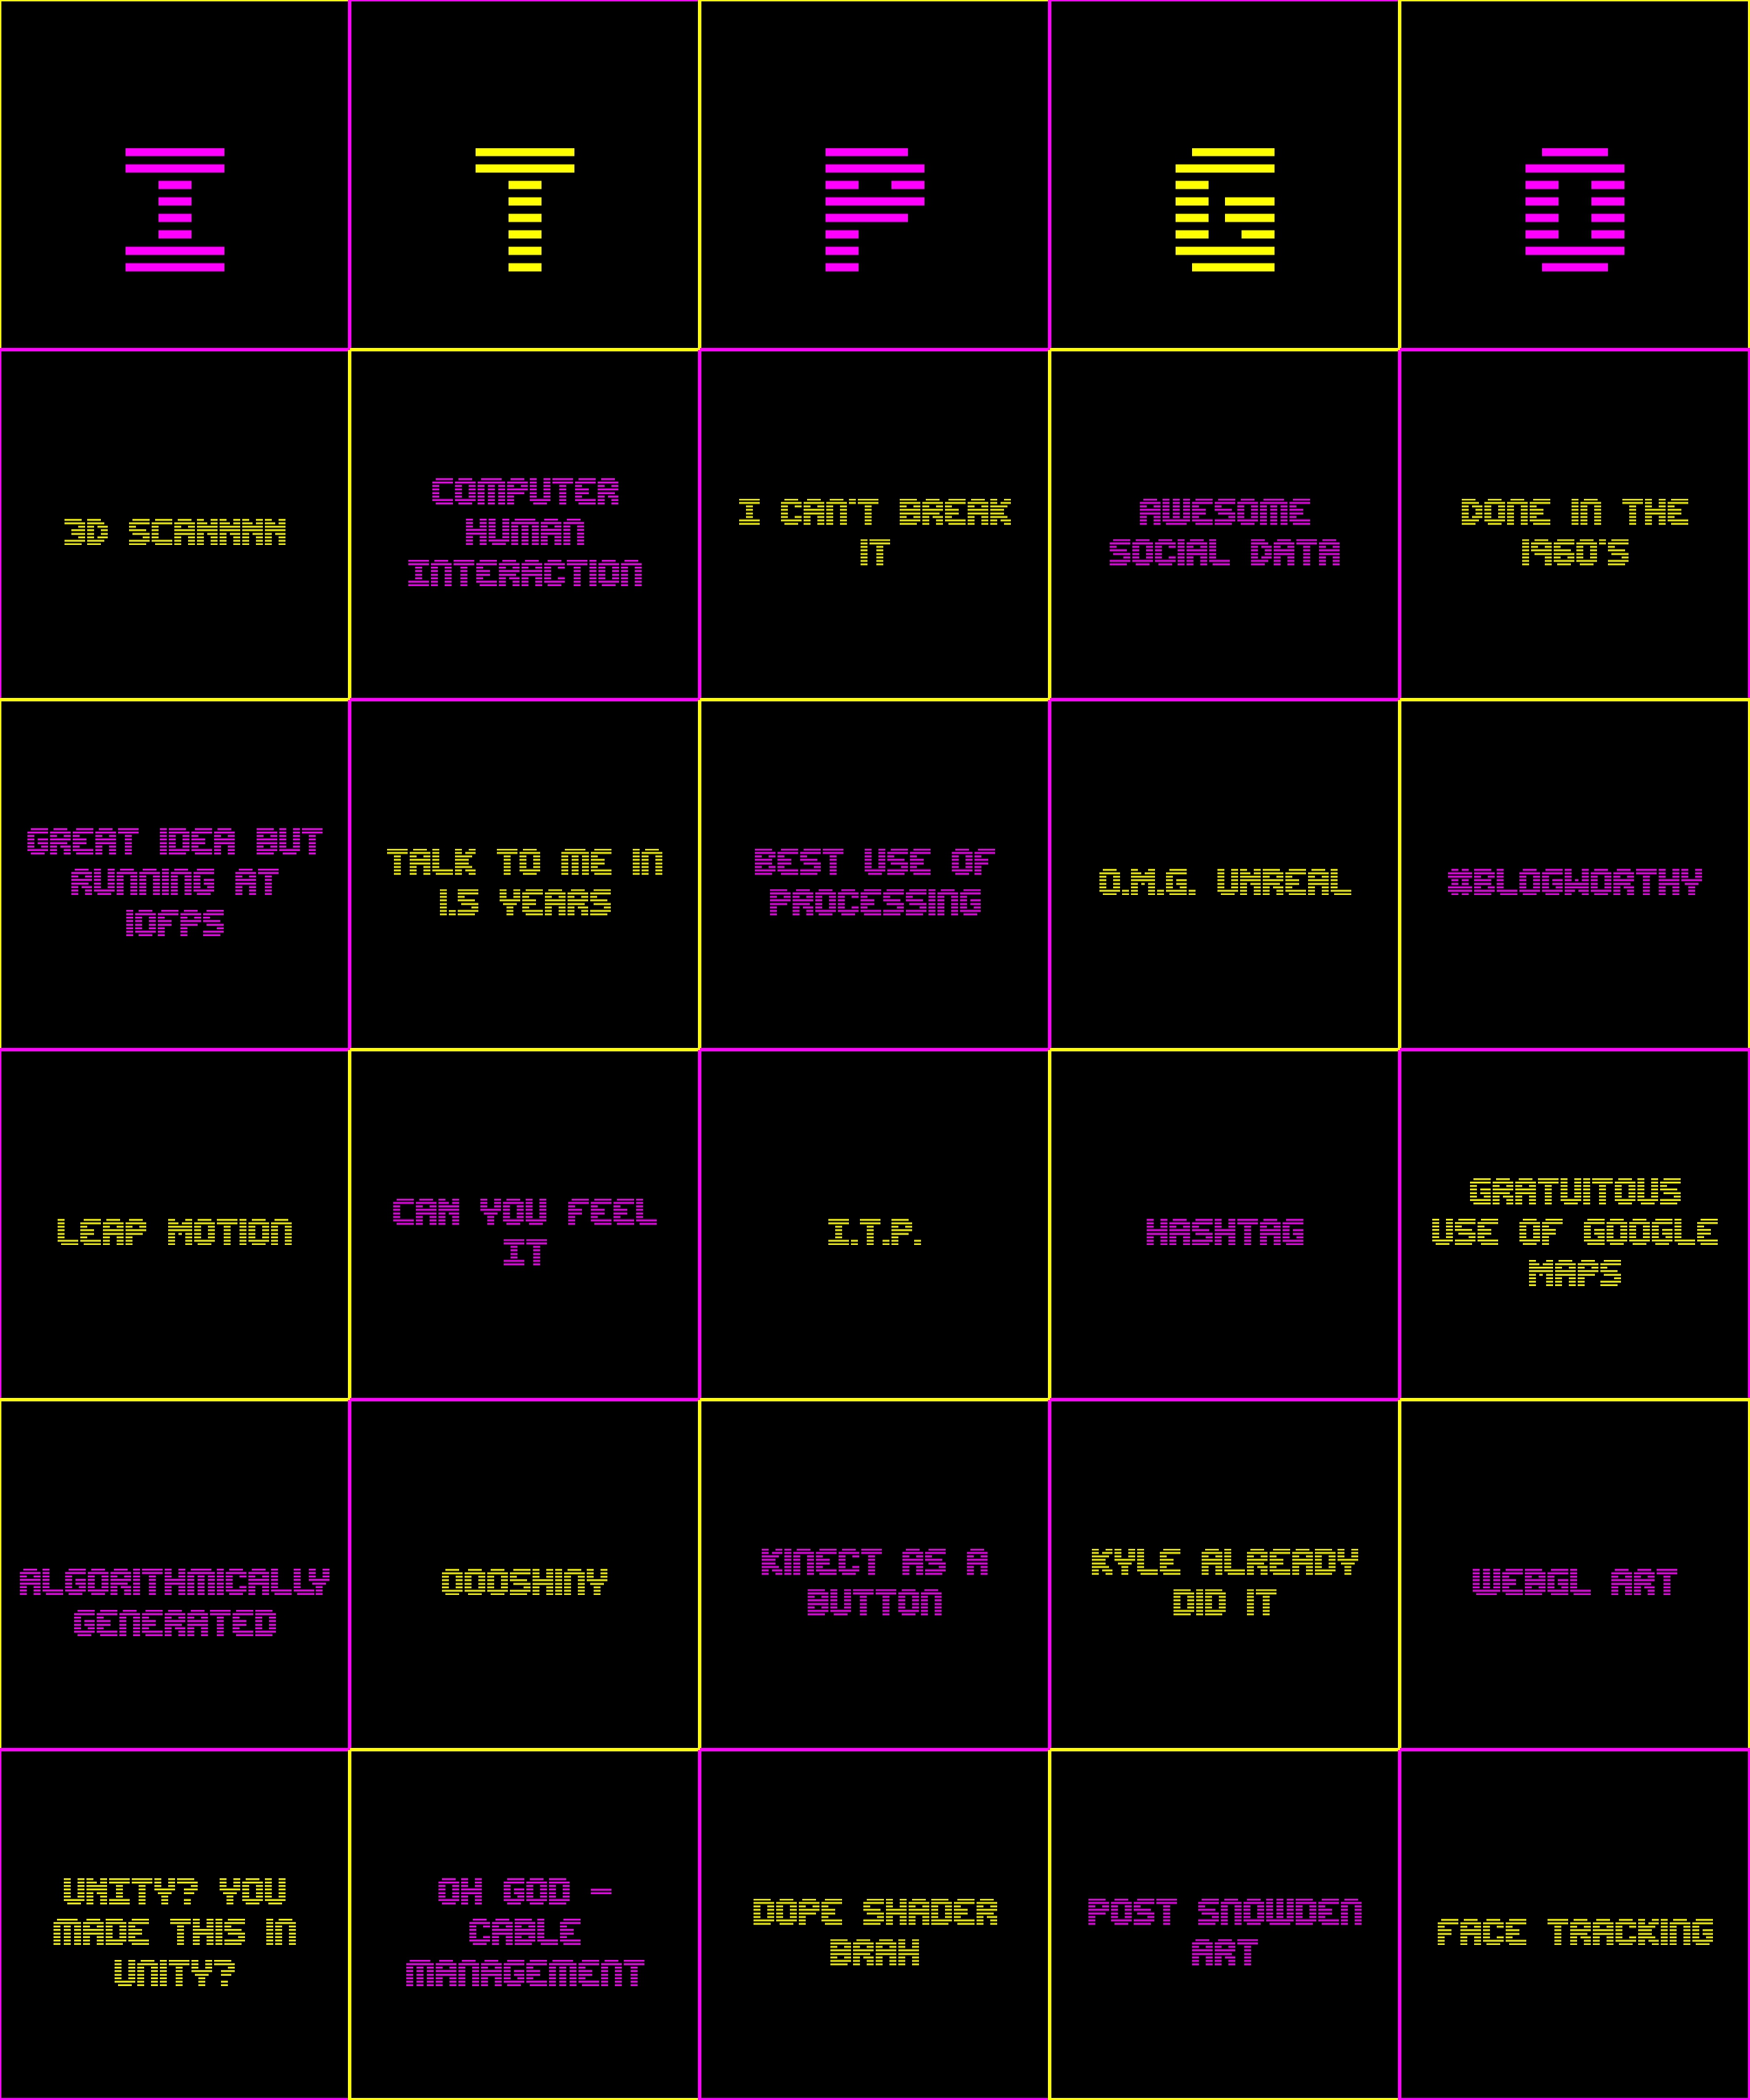 I T P G O
3D SCANNNN
COMPUTER
HUMAN
INTERACTION
I CAN'T BREAK
IT
AWESOME
SOCIAL DATA
DONE IN THE
1960'S
GREAT IDEA BUT
RUNNING AT
10FPS
TALK TO ME IN
1.5 YEARS
BEST USE OF
PROCESSING
O.M.G. UNREAL
#BLOGWORTHY
LEAP MOTION
CAN YOU FEEL
IT
I.T.P.
HASHTAG
GRATUITOUS
USE OF GOOGLE
MAPS
ALGORITHMICALLY
GENERATED
OOOSHINY
KINECT AS A
BUTTON
KYLE ALREADY
DID IT
WEBGL ART
UNITY? YOU
MADE THIS IN
UNITY?
OH GOD -
CABLE
MANAGEMENT
DOPE SHADER
BRAH
POST SNOWDEN
ART
FACE TRACKING